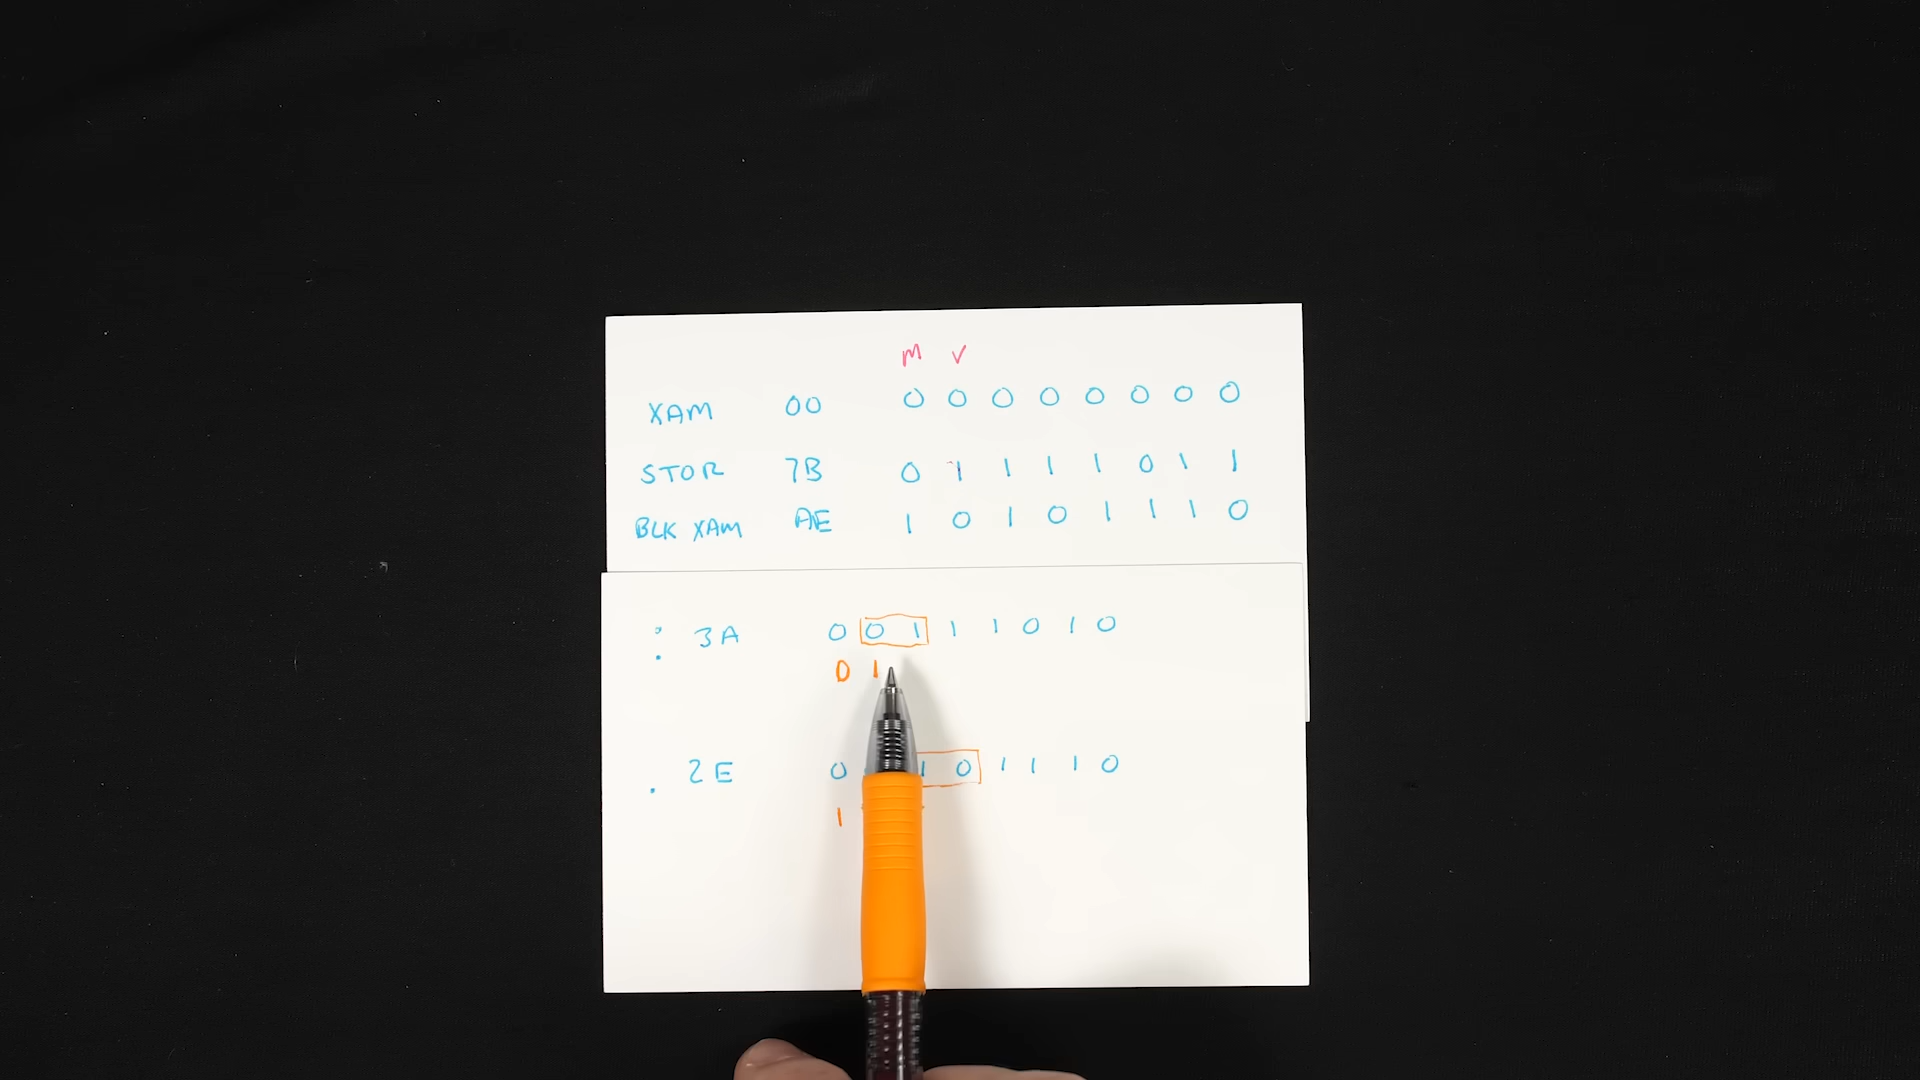 M V
XAM 00 0 0 0 0 0 0 0 0
STOR 7B 0 1 1 1 1 0 1 1
BLK XAM AE 1 0 1 0 1 1 1 0
: 3A 0 0 1 1 1 0 1 0
0 1
. 2E 0 1 0 1 1 1 0
1